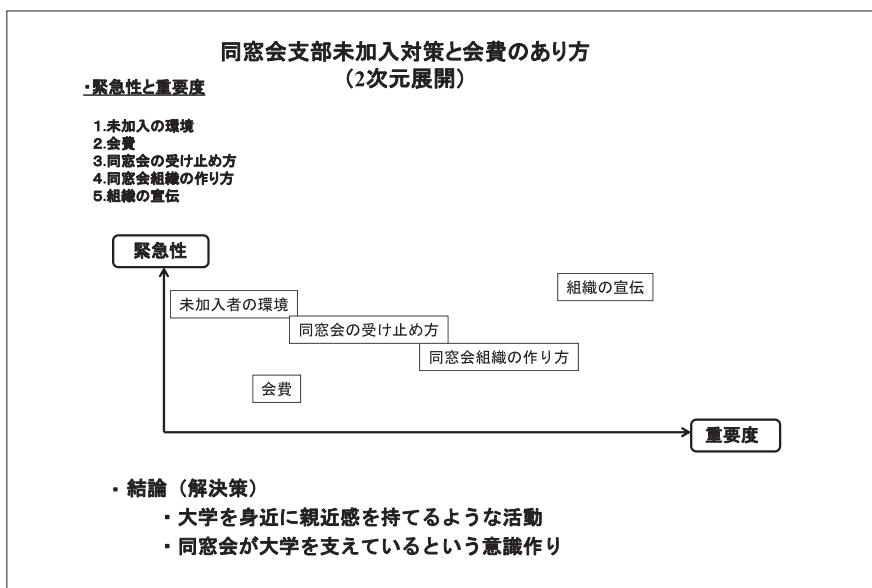 同窓会支部未加入対策と会費のあり方
（2次元展開）
・緊急性と重要度
1.未加入の環境
2.会費
3.同窓会の受け止め方
4.同窓会組織の作り方
5.組織の宣伝
緊急性
組織の宣伝
未加入者の環境
同窓会の受け止め方
同窓会組織の作り方
会費
重要度
・結論（解決策）
・大学を身近に親近感を持てるような活動
・同窓会が大学を支えているという意識作り